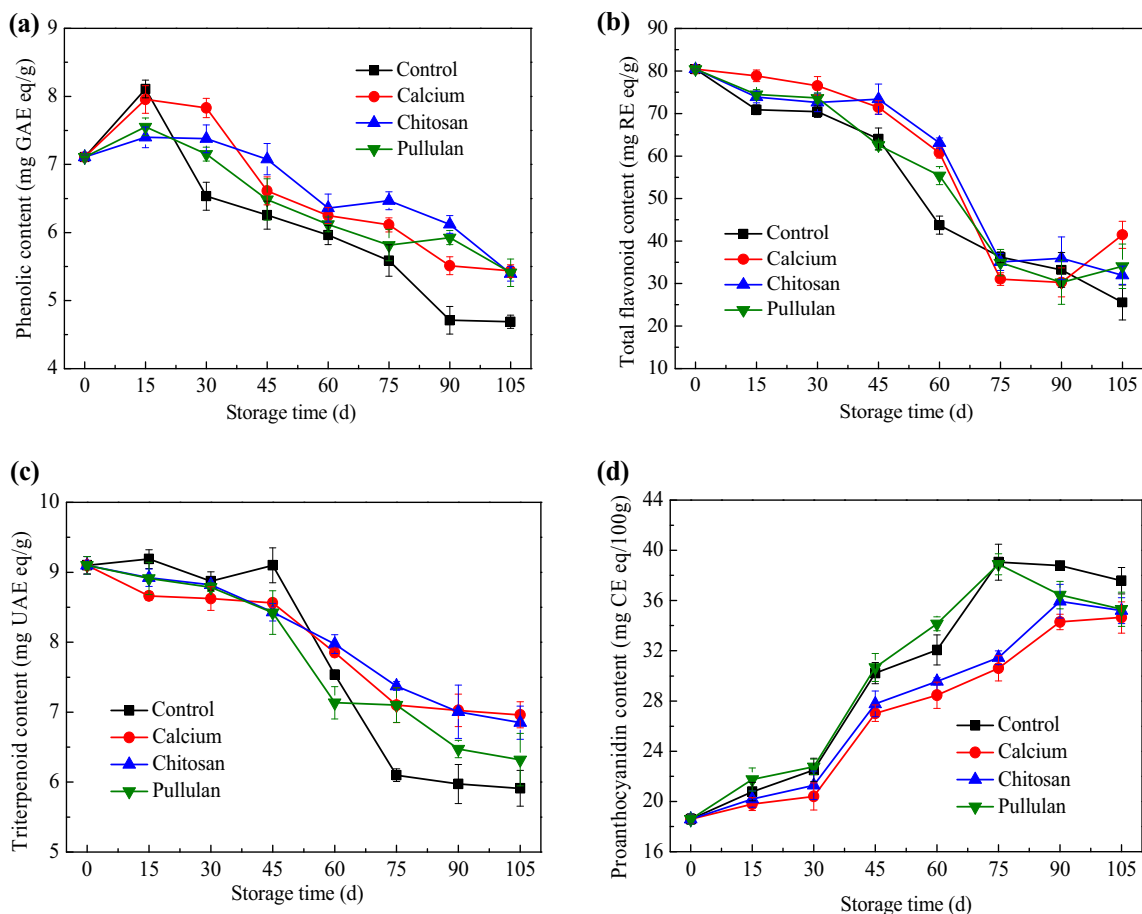 (a)
9
8
7
6
5
4
Phenolic content (mg GAE eq/g)
Control
Calcium
Chitosan
Pullulan
0 15 30 45 60 75 90 105
Storage time (d)
(b)
90
80
70
60
50
40
30
20
10
Total flavonoid content (mg RE eq/g)
Control
Calcium
Chitosan
Pullulan
0 15 30 45 60 75 90 105
Storage time (d)
(c)
10
9
8
7
6
5
Triterpenoid content (mg UAE eq/g)
Control
Calcium
Chitosan
Pullulan
0 15 30 45 60 75 90 105
Storage time (d)
(d)
44
40
36
32
28
24
20
16
Proanthocyanidin content (mg CE eq/100g)
Control
Calcium
Chitosan
Pullulan
0 15 30 45 60 75 90 105
Storage time (d)